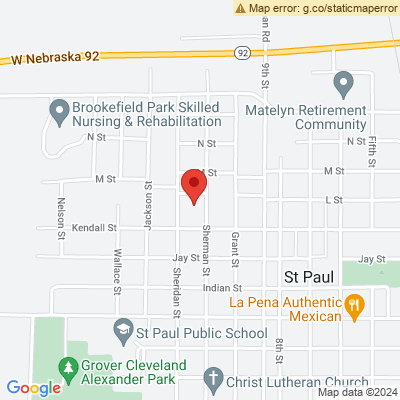 Map error: g.co/staticmaperror
W Nebraska 92
92
9th St
an Rd
Brookefield Park Skilled
Nursing & Rehabilitation
Matelyn Retirement
Community
N St
N St
N St
Fifth St
M St
M St
M St
Nelson St
Jackson St
L St
Kendall St
Sherman St
Grant St
Wallace St
Jay St
Jay St
Sheridan St
St Paul
Indian St
La Pena Authentic
Mexican
St Paul Public School
8th St
Grover Cleveland
Alexander Park
Christ Lutheran Church
Google
Map data ©2024